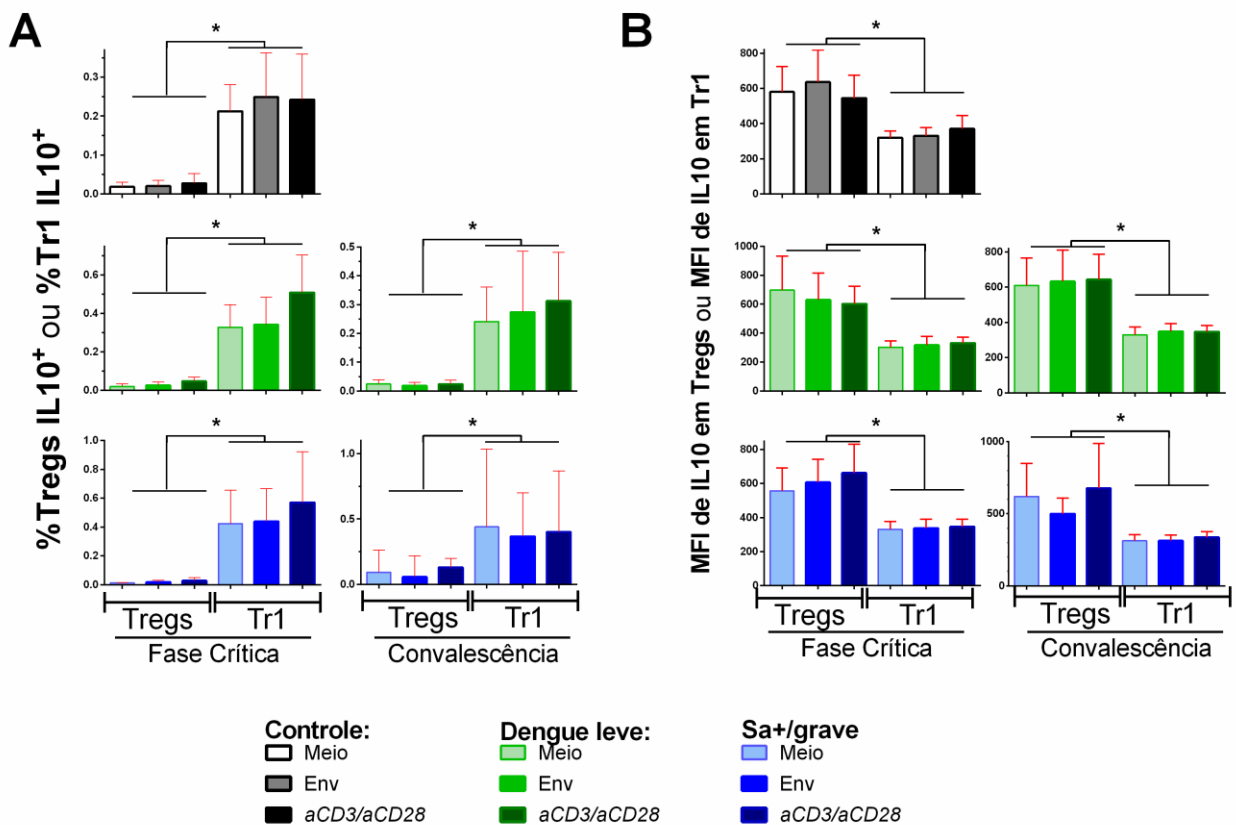 A
B
%Tregs IL10+ ou %Tr1 IL10+
*
0.3
0.2
0.1
0.0
*
0.6
0.4
0.2
0.0
*
0.5
0.4
0.3
0.2
0.1
0.0
*
1.0
0.8
0.6
0.4
0.2
0.0
*
1.0
0.5
0.0
Tregs Tr1
Fase Crítica
Tregs Tr1
Convalescência
MFI de IL10 em Tregs ou MFI de IL10 em Tr1
*
800
600
400
200
0
*
1000
800
600
400
200
0
*
800
600
400
200
0
*
800
600
400
200
0
*
1000
500
0
Tregs Tr1
Fase Crítica
Tregs Tr1
Convalescência
Controle:
Meio
Env
aCD3/aCD28
Dengue leve:
Meio
Env
aCD3/aCD28
Sa+/grave
Meio
Env
aCD3/aCD28